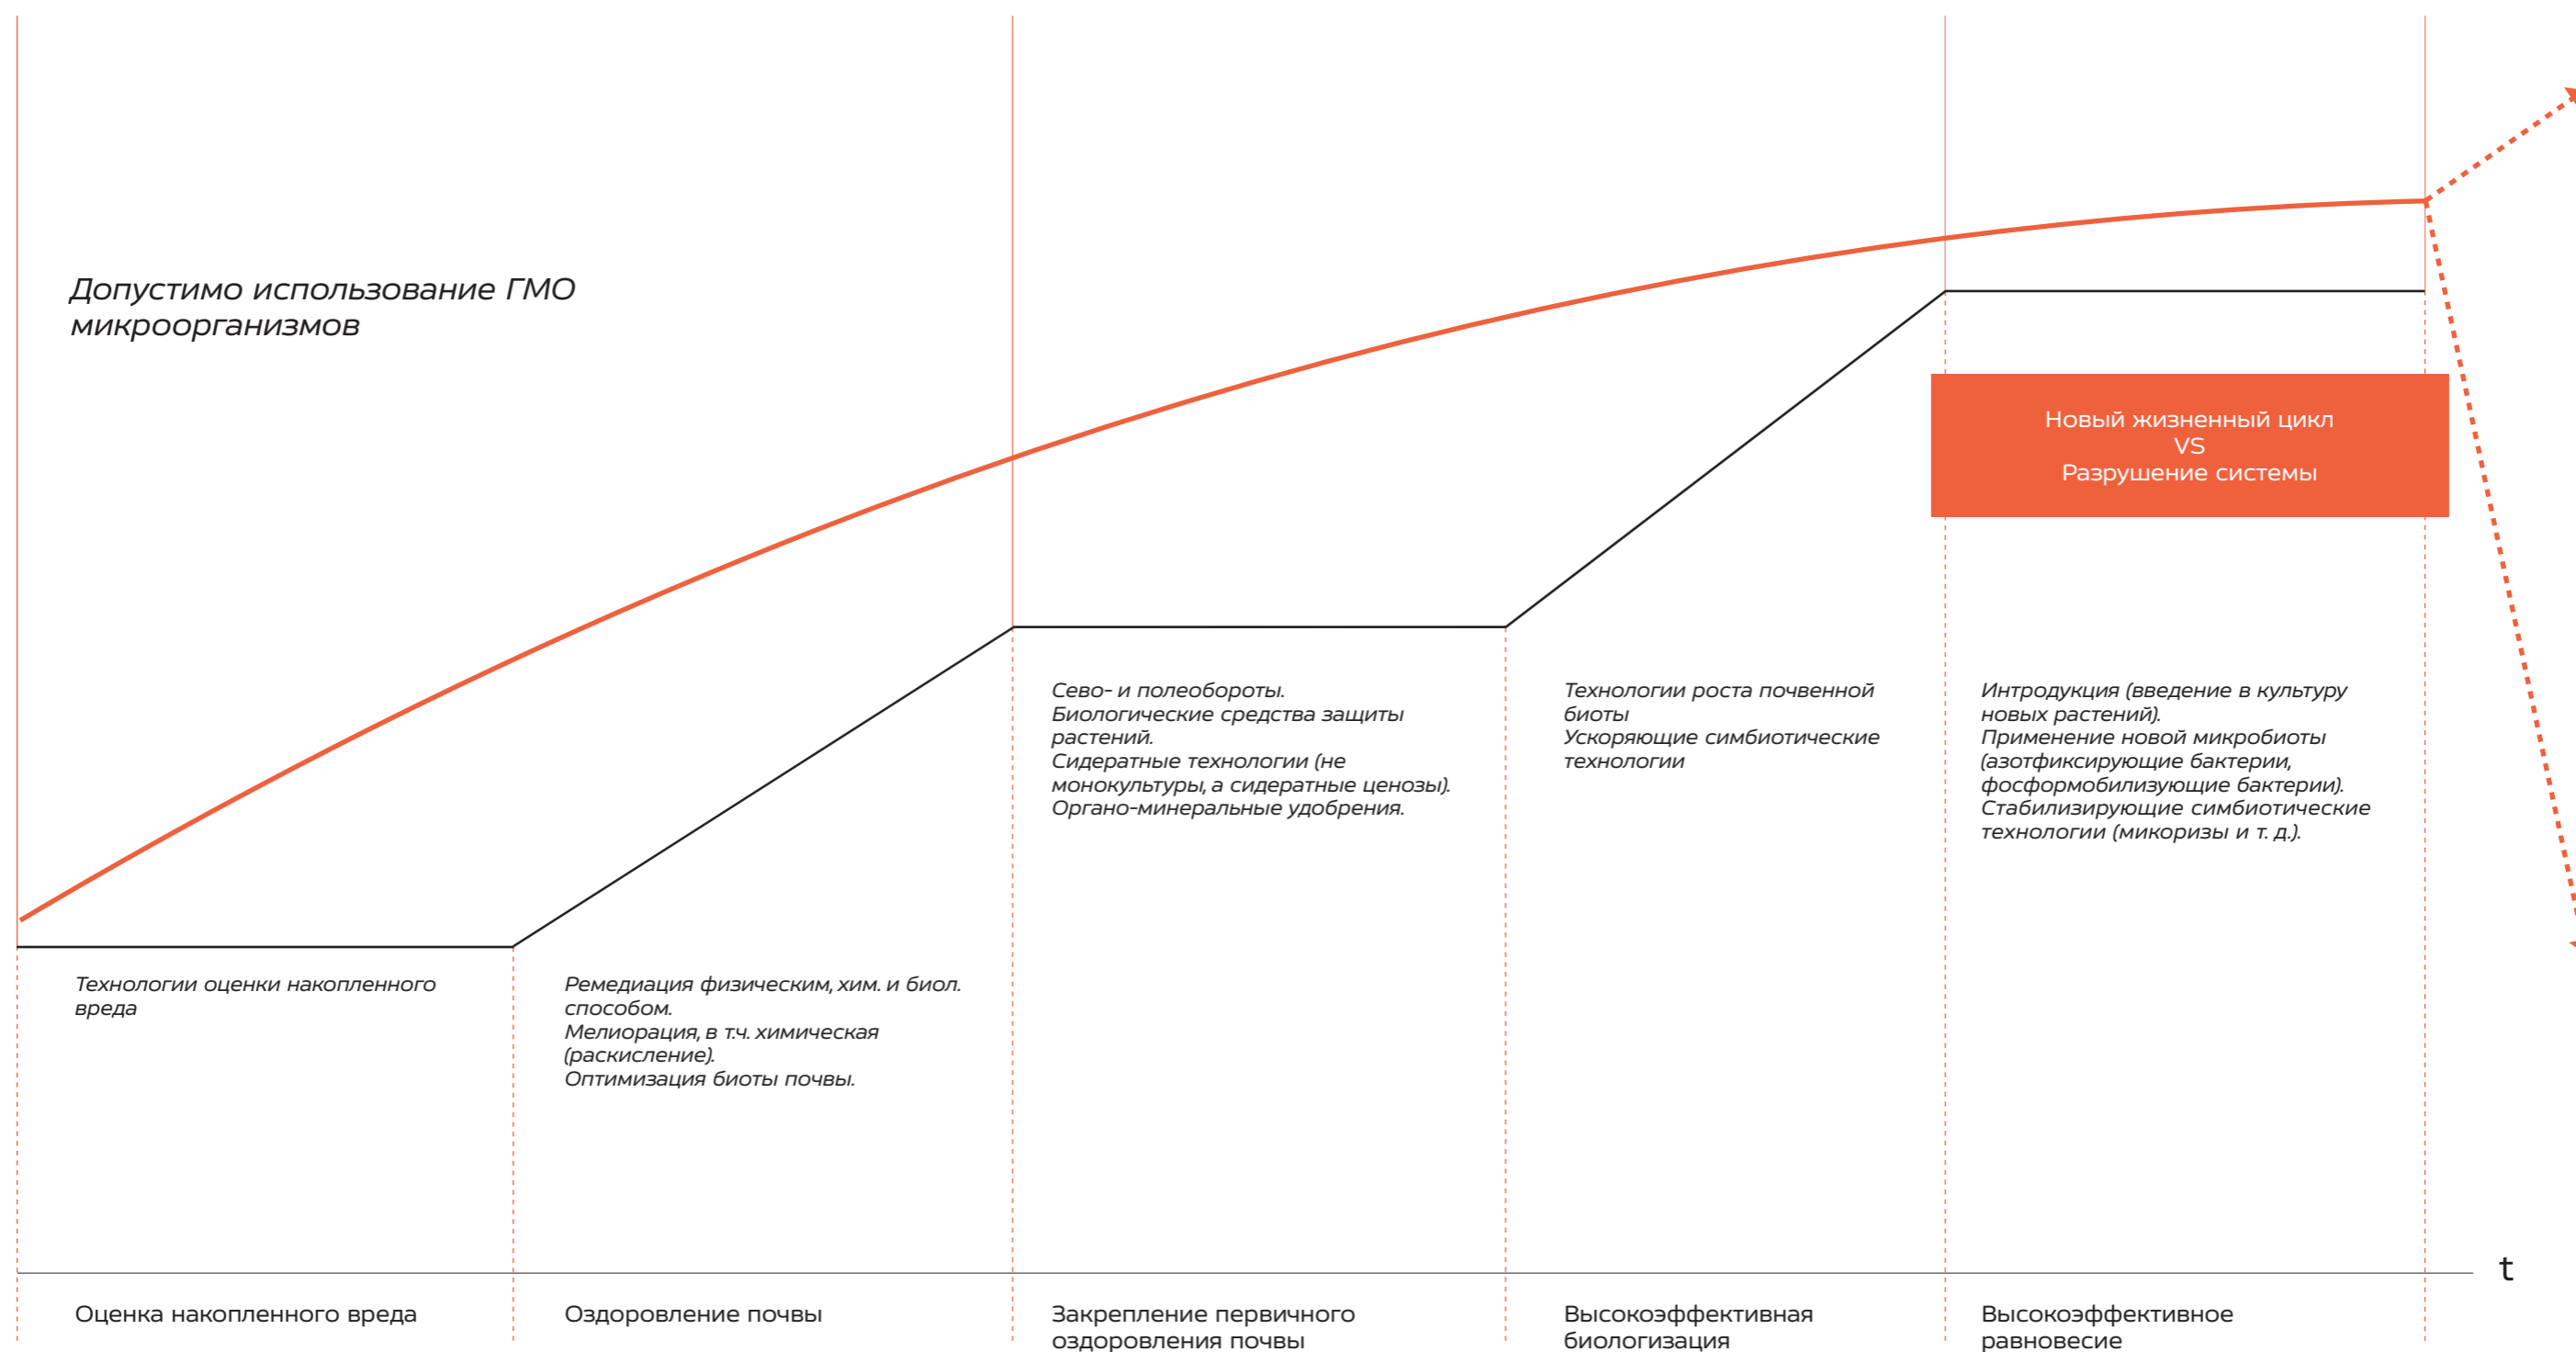 Допустимо использование ГМО
микроорганизмов
Новый жизненный цикл
VS
Разрушение системы
Сево- и полеобороты.
Биологические средства защиты
растений.
Сидератные технологии (не
монокультуры, а сидератные ценозы).
Органо-минеральные удобрения.
Технологии роста почвенной
биоты
Ускоряющие симбиотические
технологии
Интродукция (введение в культуру
новых растений).
Применение новой микробиоты
(азотфиксирующие бактерии,
фосформобилизующие бактерии).
Стабилизирующие симбиотические
технологии (микоризы и т. д.).
Технологии оценки накопленного
вреда
Ремедиация физическим, хим. и биол.
способом.
Мелиорация, в т.ч. химическая
(раскисление).
Оптимизация биоты почвы.
t
Оценка накопленного вреда
Оздоровление почвы
Закрепление первичного
оздоровления почвы
Высокоэффективная
биологизация
Высокоэффективное
равновесие